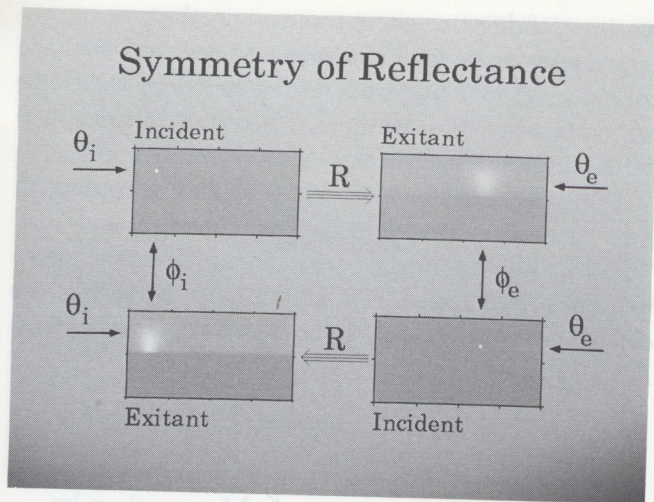 Symmetry of Reflectance
Incident
Exitant
θi
R
θe
ϕi
ϕe
θi
R
θe
Exitant
Incident